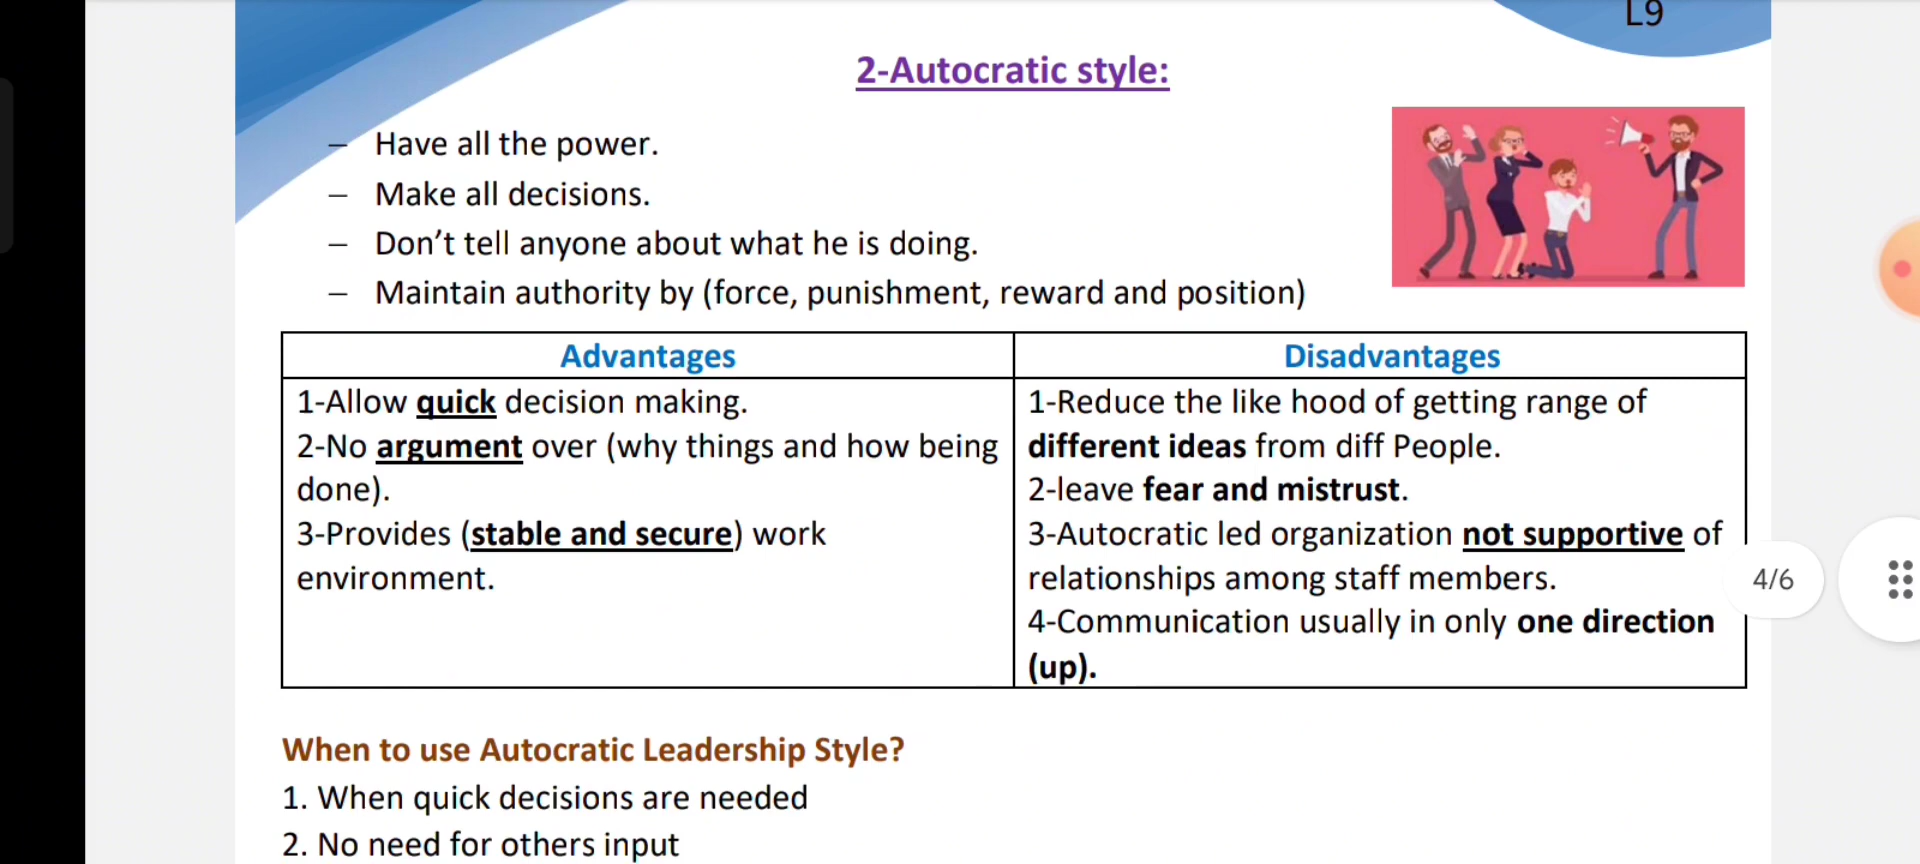 L9
2-Autocratic style:
– Have all the power.
– Make all decisions.
– Don’t tell anyone about what he is doing.
– Maintain authority by (force, punishment, reward and position)
Advantages
1-Allow quick decision making.
2-No argument over (why things and how being
done).
3-Provides (stable and secure) work
environment.
Disadvantages
1-Reduce the like hood of getting range of
different ideas from diff People.
2-leave fear and mistrust.
3-Autocratic led organization not supportive of
relationships among staff members.
4-Communication usually in only one direction
(up).
4/6
When to use Autocratic Leadership Style?
1. When quick decisions are needed
2. No need for others input